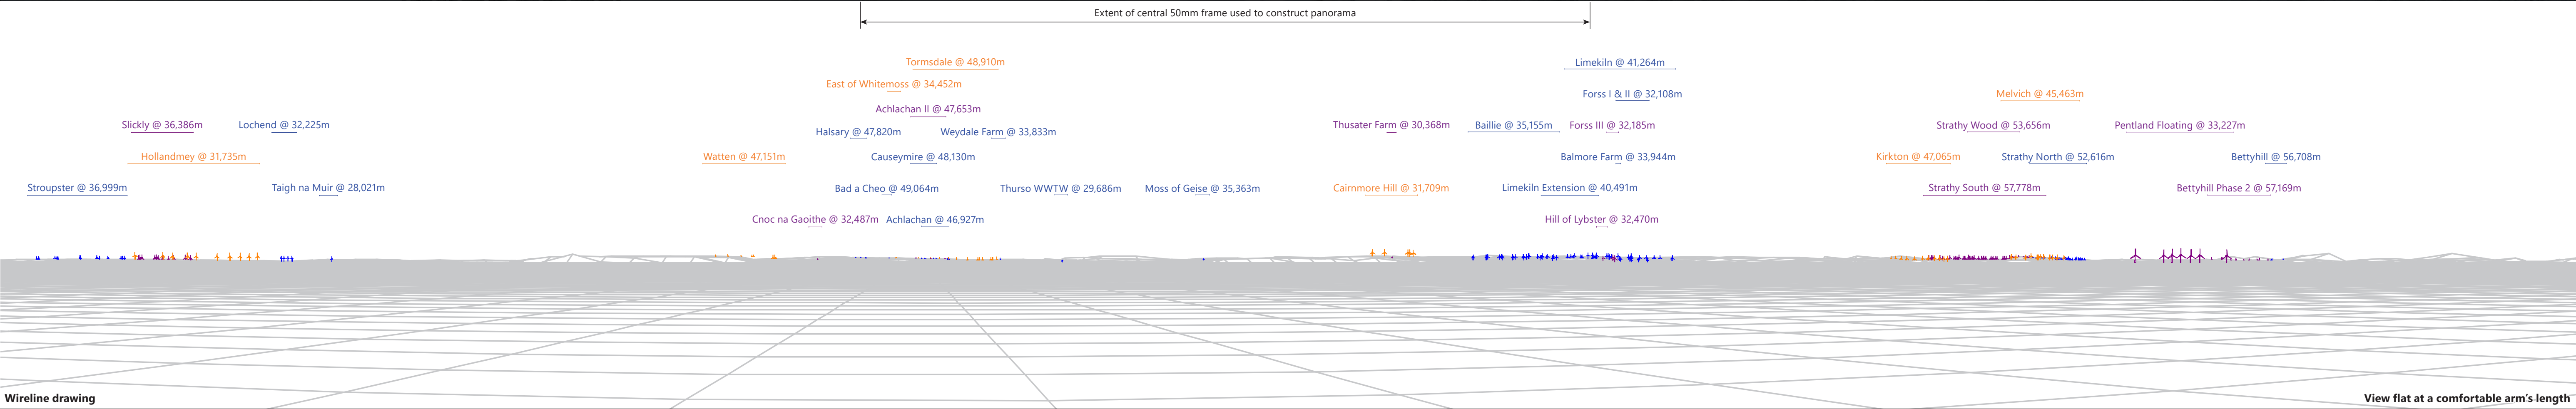 Extent of central 50mm frame used to construct panorama
Tormsdale @ 48,910m
Limekiln @ 41,264m
East of Whitemoss @ 34,452m
Forss I & II @ 32,108m
Melvich @ 45,463m
Achlachan II @ 47,653m
Slickly @ 36,386m
Lochend @ 32,225m
Halsary @ 47,820m
Weydale Farm @ 33,833m
Thusater Farm @ 30,368m
Baillie @ 35,155m
Forss III @ 32,185m
Strathy Wood @ 53,656m
Pentland Floating @ 33,227m
Hollandmey @ 31,735m
Watten @ 47,151m
Causeymire @ 48,130m
Balmore Farm @ 33,944m
Kirkton @ 47,065m
Strathy North @ 52,616m
Bettyhill @ 56,708m
Stroupster @ 36,999m
Taigh na Muir @ 28,021m
Bad a Cheo @ 49,064m
Thurso WWTW @ 29,686m
Moss of Geise @ 35,363m
Cairnmore Hill @ 31,709m
Limekiln Extension @ 40,491m
Strathy South @ 57,778m
Bettyhill Phase 2 @ 57,169m
Cnoc na Gaoithe @ 32,487m
Achlachan @ 46,927m
Hill of Lybster @ 32,470m
Wireline drawing
View flat at a comfortable arm's length